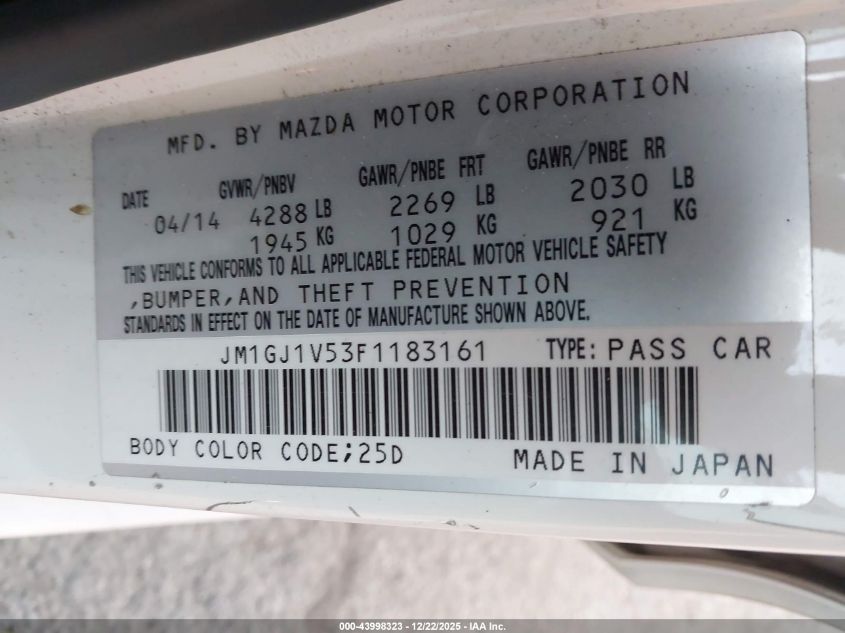 MFD. BY MAZDA MOTOR CORPORATION
DATE GVWR/PNBV GAWR/PNBE FRT GAWR/PNBE RR
04/14 4288 LB 2269 LB 2030 LB
1945 KG 1029 KG 921 KG
THIS VEHICLE CONFORMS TO ALL APPLICABLE FEDERAL MOTOR VEHICLE SAFETY
,BUMPER,AND THEFT PREVENTION
STANDARDS IN EFFECT ON THE DATE OF MANUFACTURE SHOWN ABOVE.
JM1GJ1V53F1183161 TYPE: PASS CAR
BODY COLOR CODE;25D MADE IN JAPAN
000-43998323 - 12/22/2025 - IAA Inc.